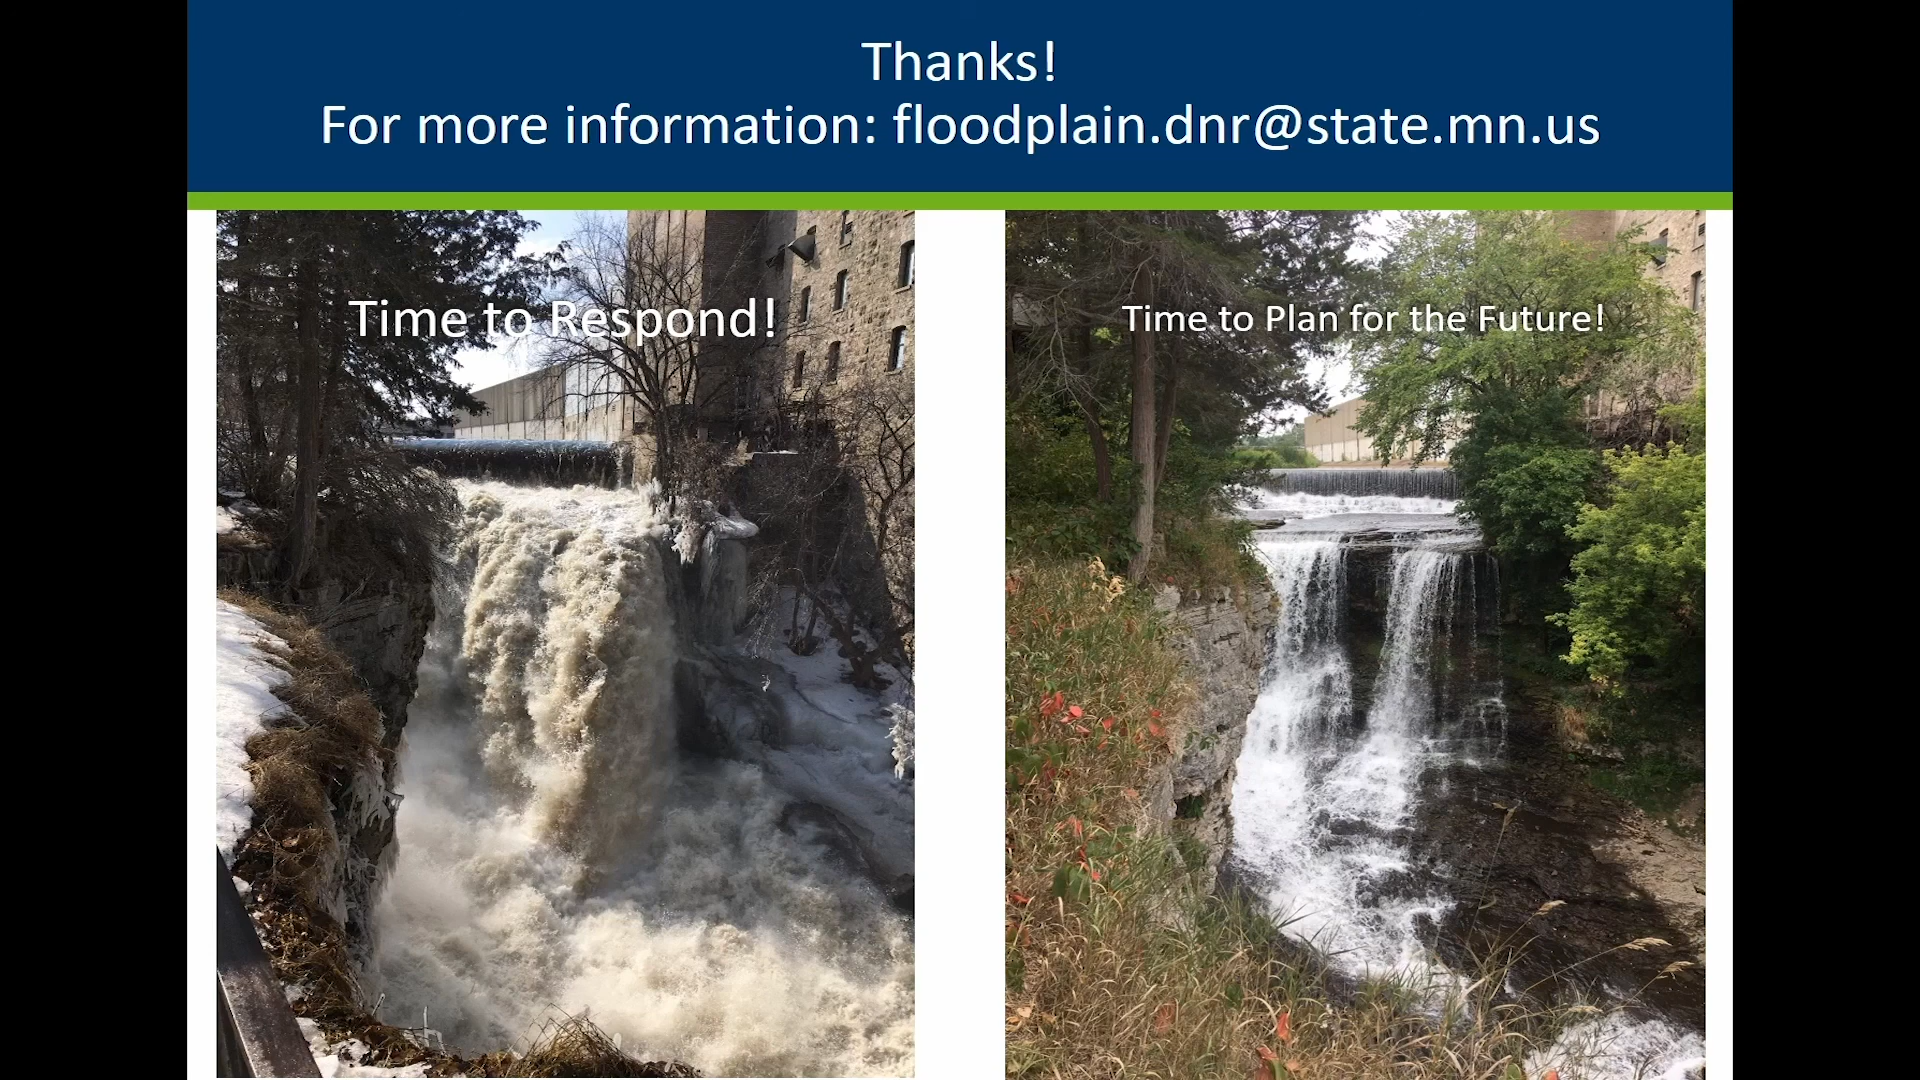 Thanks!
For more information: floodplain.dnr@state.mn.us
Time to Respond!
Time to Plan for the Future!